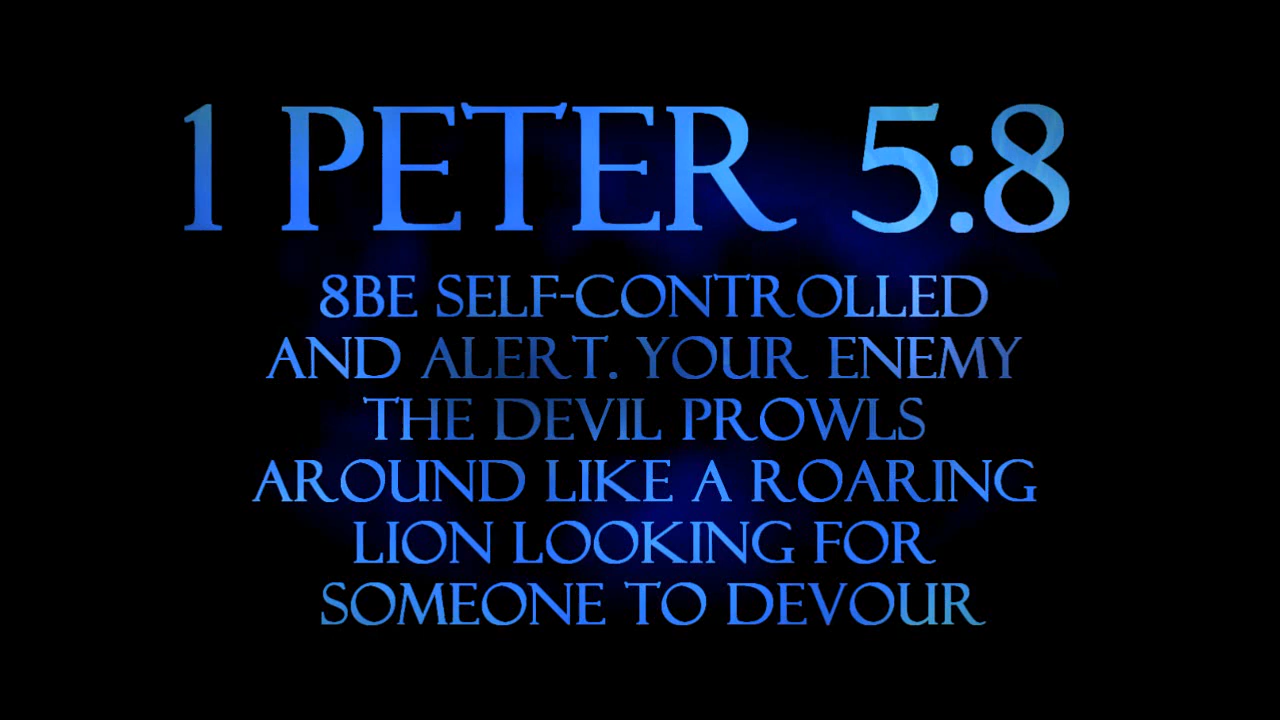 1 PETER 5:8
8BE SELF-CONTROLLED
AND ALERT. YOUR ENEMY
THE DEVIL PROWLS
AROUND LIKE A ROARING
LION LOOKING FOR
SOMEONE TO DEVOUR